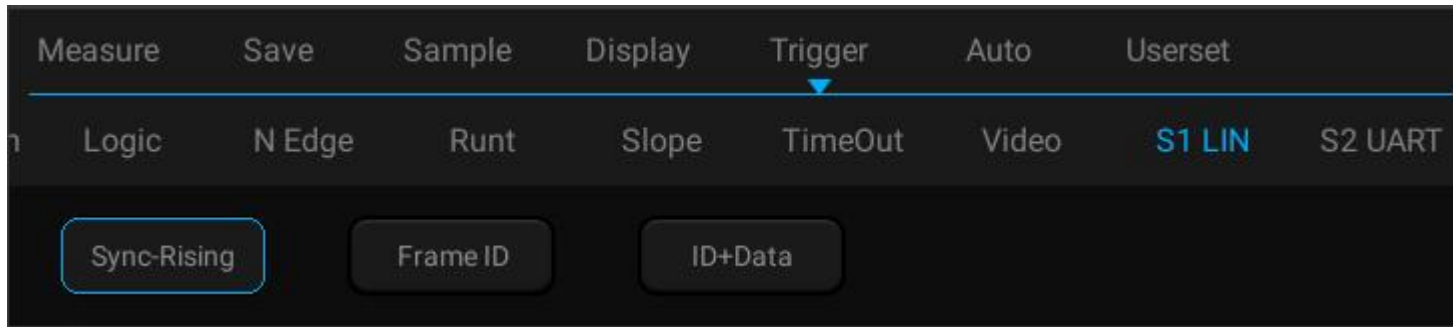 Measure Save Sample Display Trigger Auto Userset
Logic N Edge Runt Slope TimeOut Video S1 LIN S2 UART
Sync-Rising Frame ID ID+Data